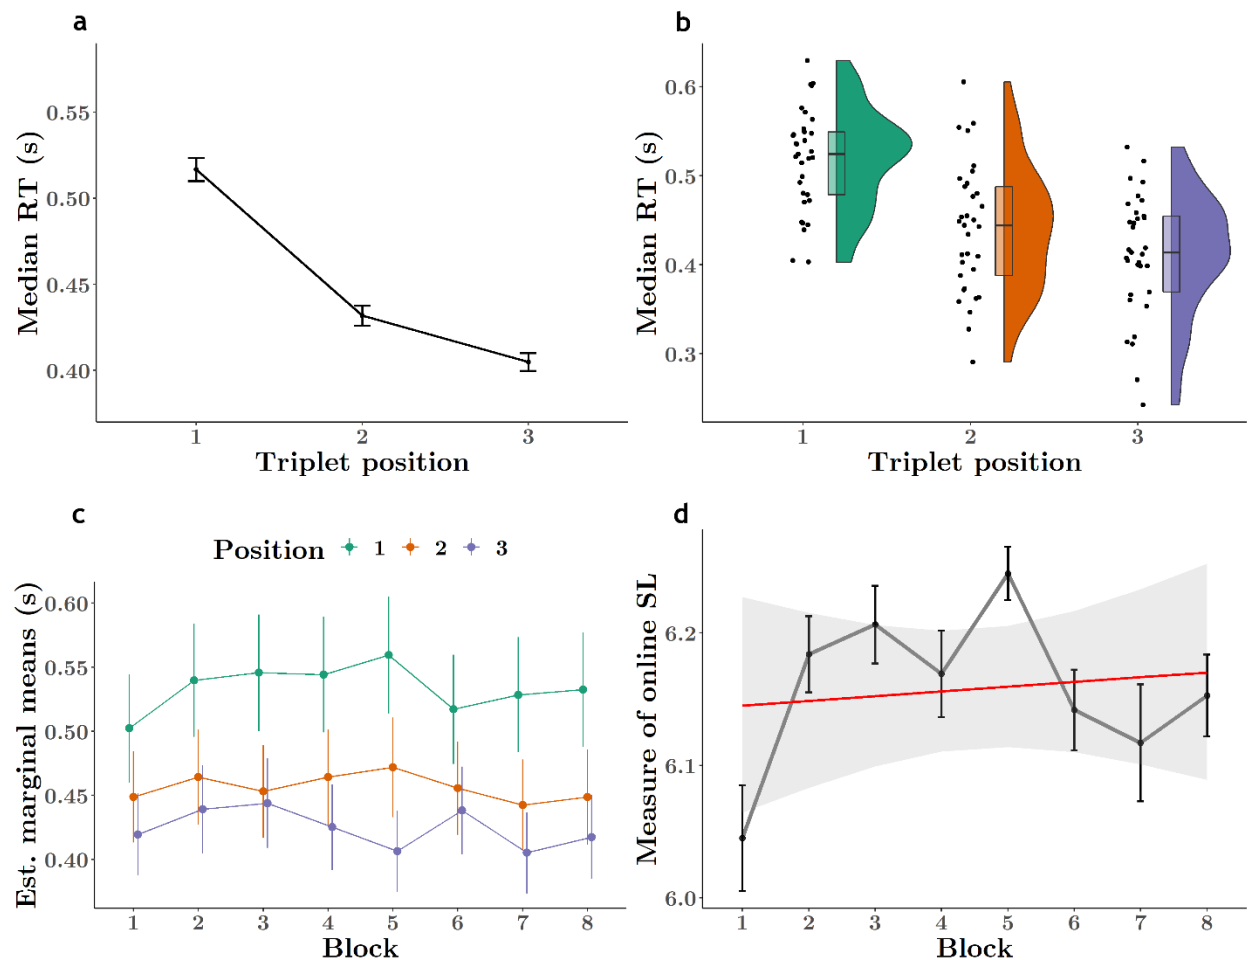 a
Median RT (s)
0.55
0.50
0.45
0.40
1 2 3
Triplet position
b
Median RT (s)
0.6
0.5
0.4
0.3
1 2 3
Triplet position
c
Position 1 2 3
Est. marginal means (s)
0.60
0.55
0.50
0.45
0.40
1 2 3 4 5 6 7 8
Block
d
Measure of online SL
6.2
6.1
6.0
1 2 3 4 5 6 7 8
Block